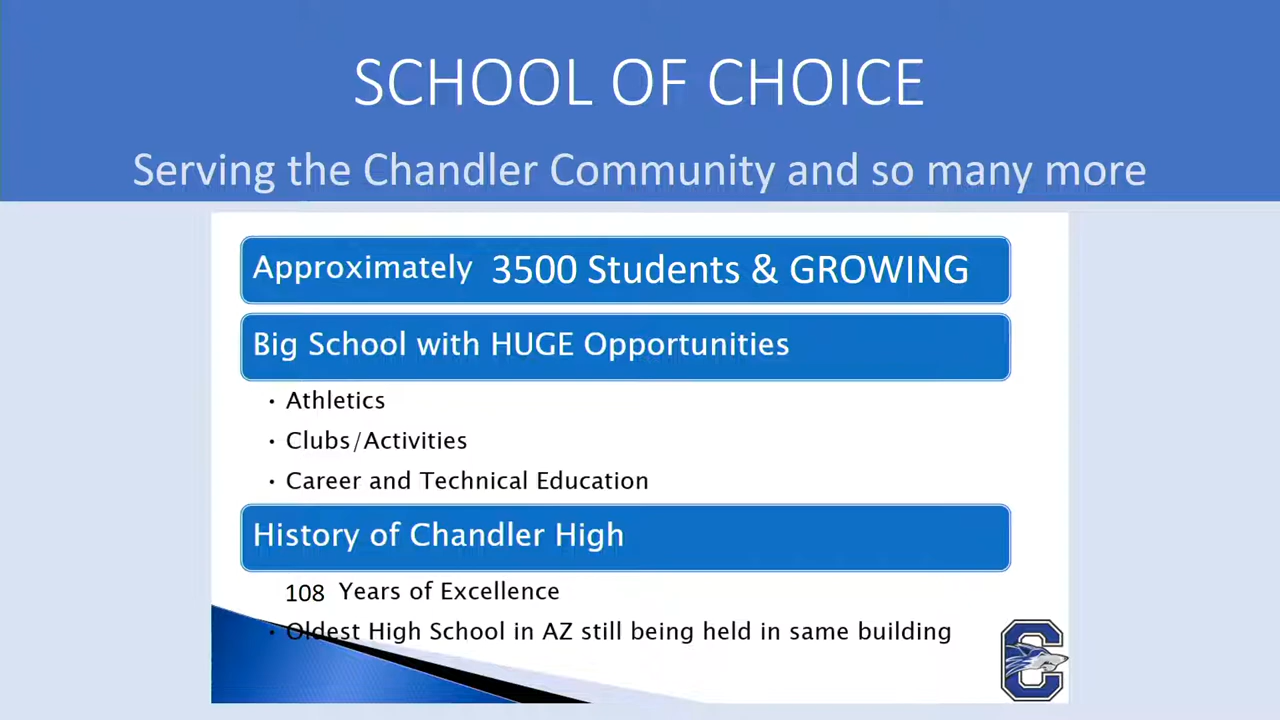 SCHOOL OF CHOICE
Serving the Chandler Community and so many more
Approximately 3500 Students & GROWING
Big School with HUGE Opportunities
• Athletics
• Clubs/Activities
• Career and Technical Education
History of Chandler High
108 Years of Excellence
• Oldest High School in AZ still being held in same building
C